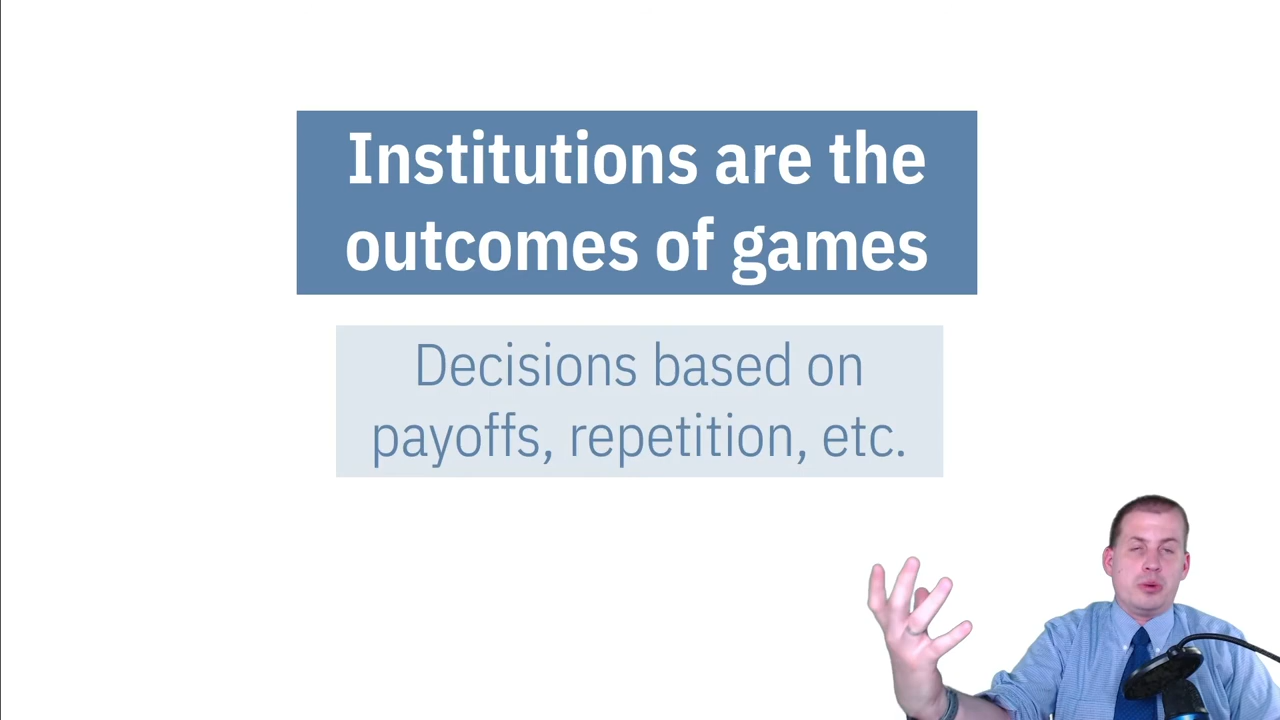 Institutions are the
outcomes of games
Decisions based on
payoffs, repetition, etc.